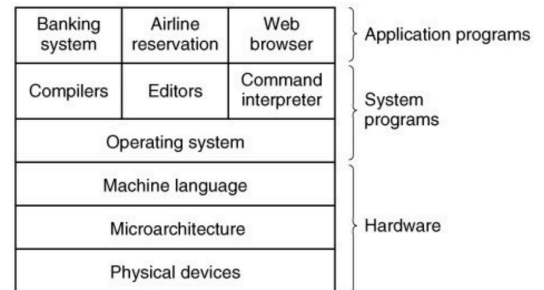 Banking system
Airline reservation
Web browser
Application programs
Compilers
Editors
Command interpreter
System programs
Operating system
Machine language
Microarchitecture
Hardware
Physical devices